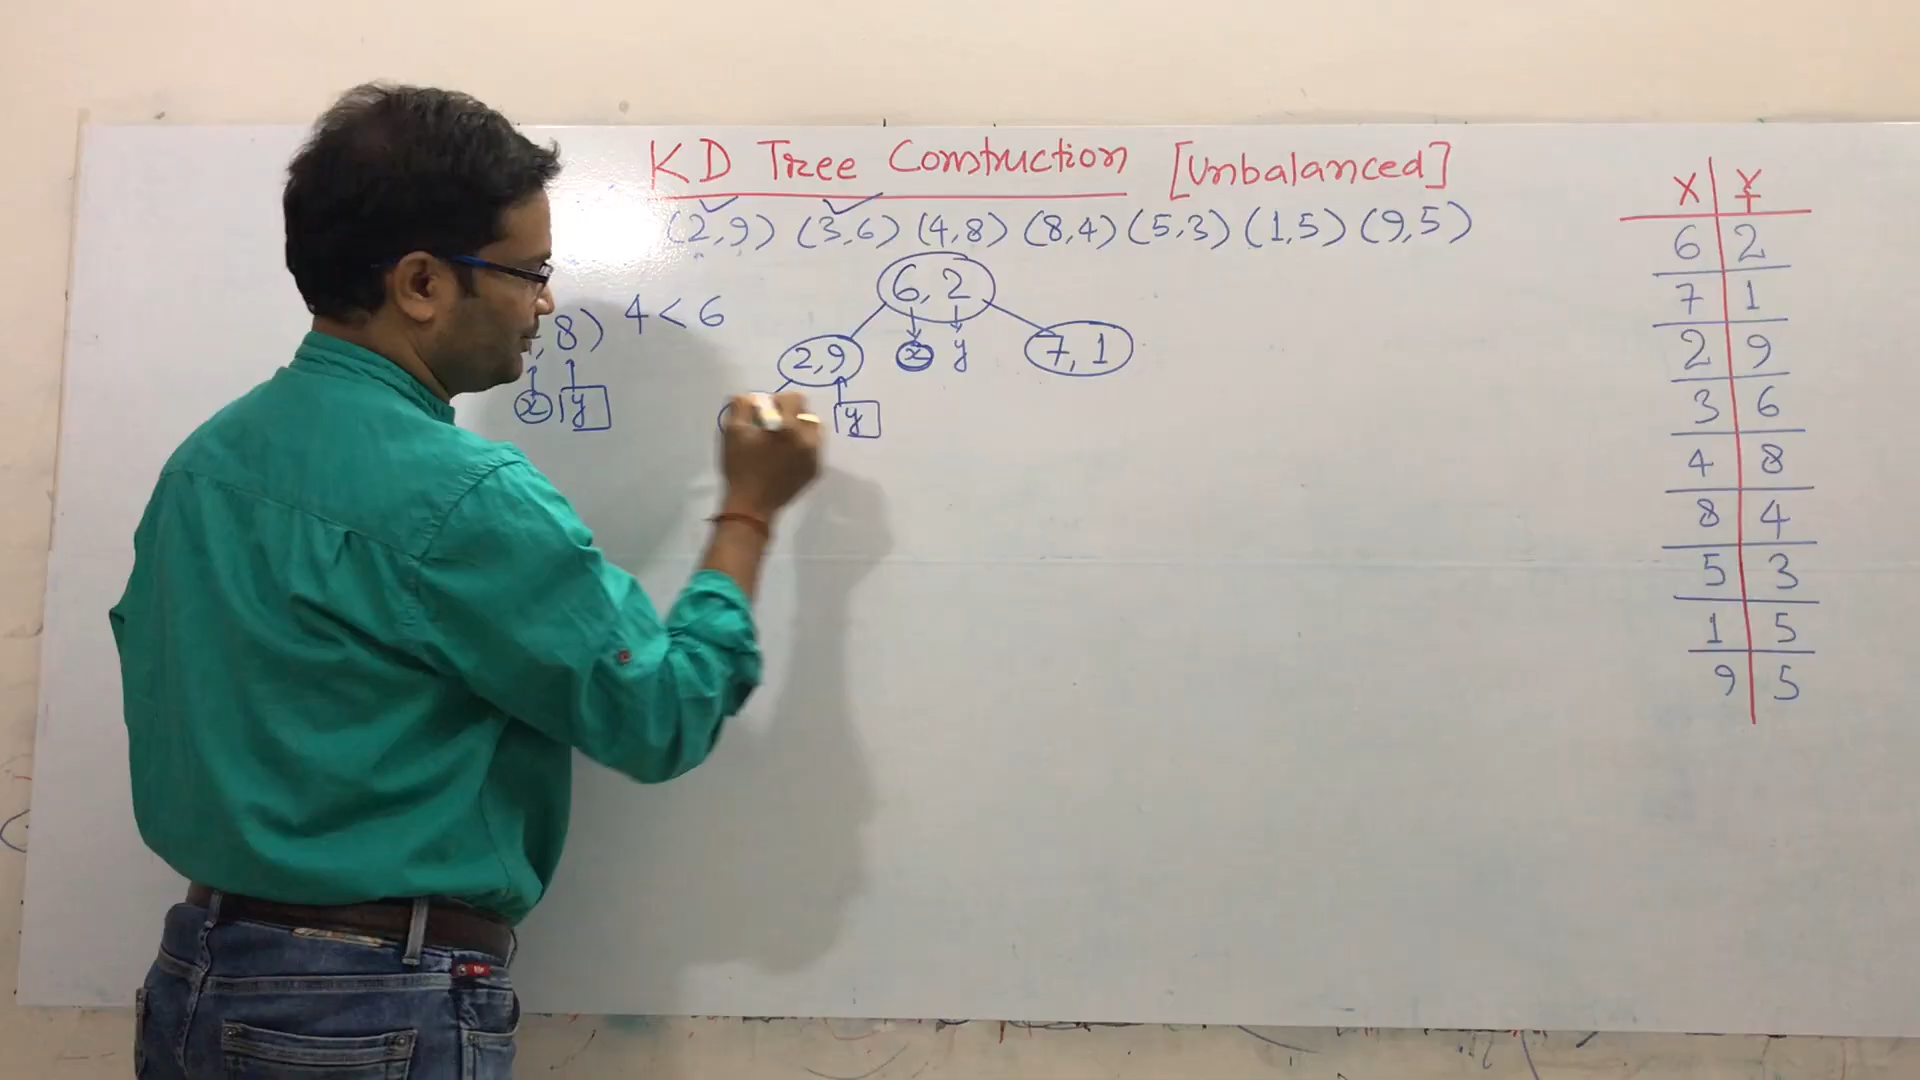 KD Tree Construction [Unbalanced]
(2,9) (3,6) (4,8) (8,4) (5,3) (1,5) (9,5)
6, 2
x y
2,9
7, 1
y
, 8) 4 < 6
x y
X Y
6 2
7 1
2 9
3 6
4 8
8 4
5 3
1 5
9 5